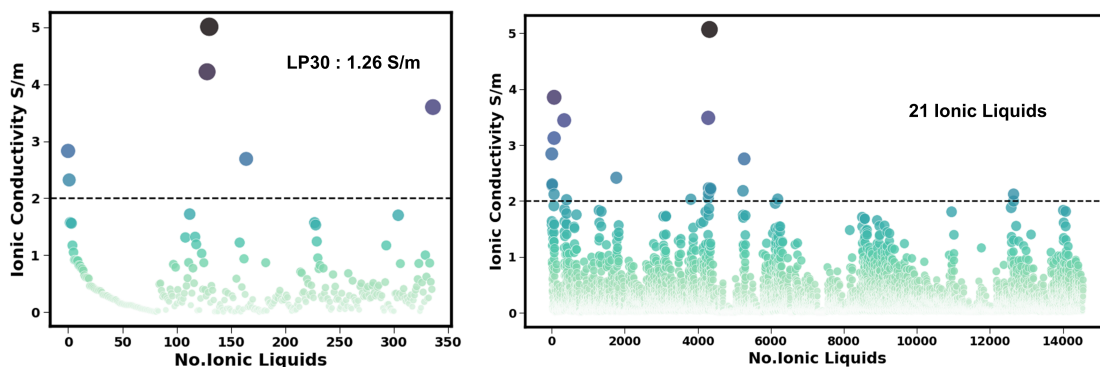 5
4
3
2
1
0
Ionic Conductivity S/m
LP30 : 1.26 S/m
0 50 100 150 200 250 300 350
No.Ionic Liquids
5
4
3
2
1
0
Ionic Conductivity S/m
21 Ionic Liquids
0 2000 4000 6000 8000 10000 12000 14000
No.Ionic Liquids